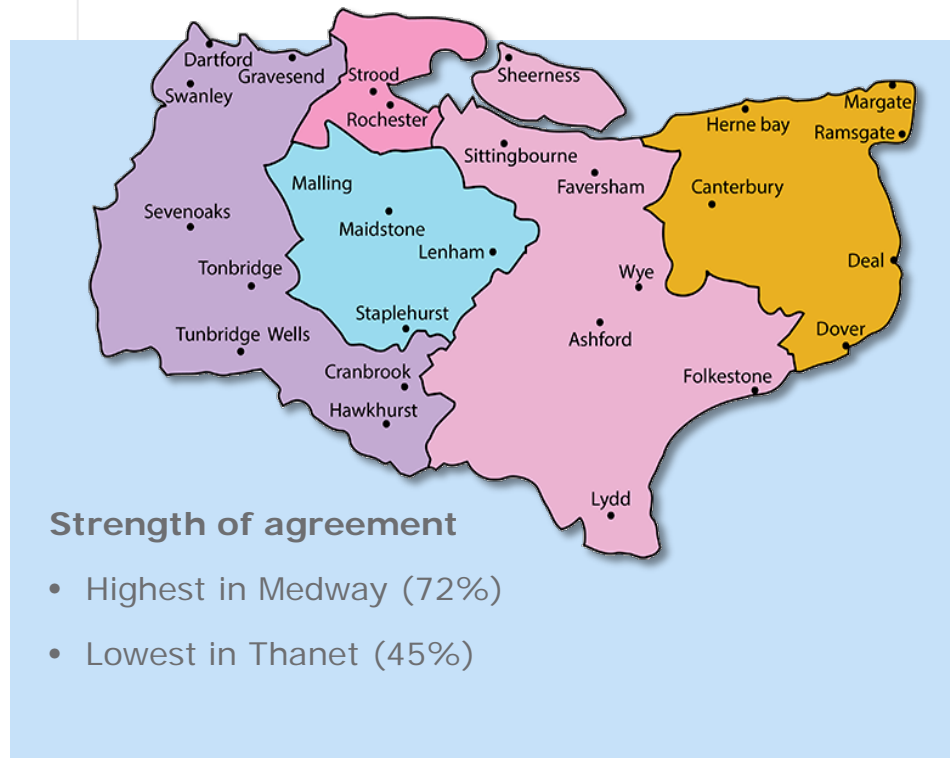 Dartford
Gravesend
Swanley
Strood
Rochester
Sheerness
Margate
Herne bay
Ramsgate
Sittingbourne
Malling
Faversham
Canterbury
Sevenoaks
Maidstone
Lenham
Deal
Tonbridge
Wye
Staplehurst
Tunbridge Wells
Ashford
Dover
Cranbrook
Folkestone
Hawkhurst
Lydd
Strength of agreement
• Highest in Medway (72%)
• Lowest in Thanet (45%)